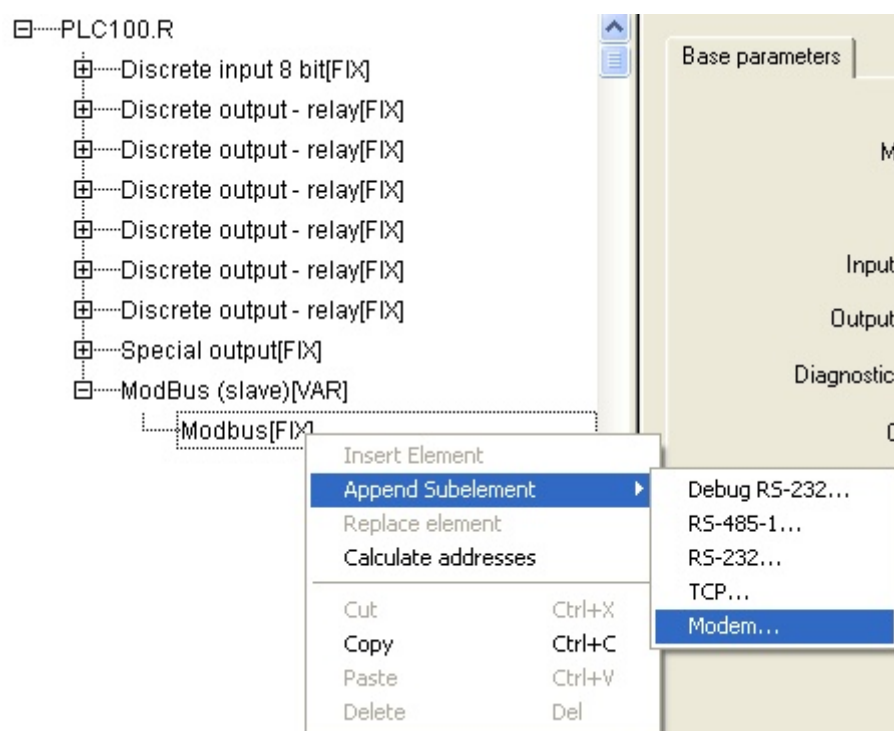 PLC100.R
Discrete input 8 bit[FIX]
Discrete output - relay[FIX]
Discrete output - relay[FIX]
Discrete output - relay[FIX]
Discrete output - relay[FIX]
Discrete output - relay[FIX]
Discrete output - relay[FIX]
Special output[FIX]
ModBus (slave)[VAR]
Modbus[FIX]
Insert Element
Append Subelement
Replace element
Calculate addresses
Cut Ctrl+X
Copy Ctrl+C
Paste Ctrl+V
Delete Del
Debug RS-232...
RS-485-1...
RS-232...
TCP...
Modem...
Base parameters
M
Input
Output
Diagnostic